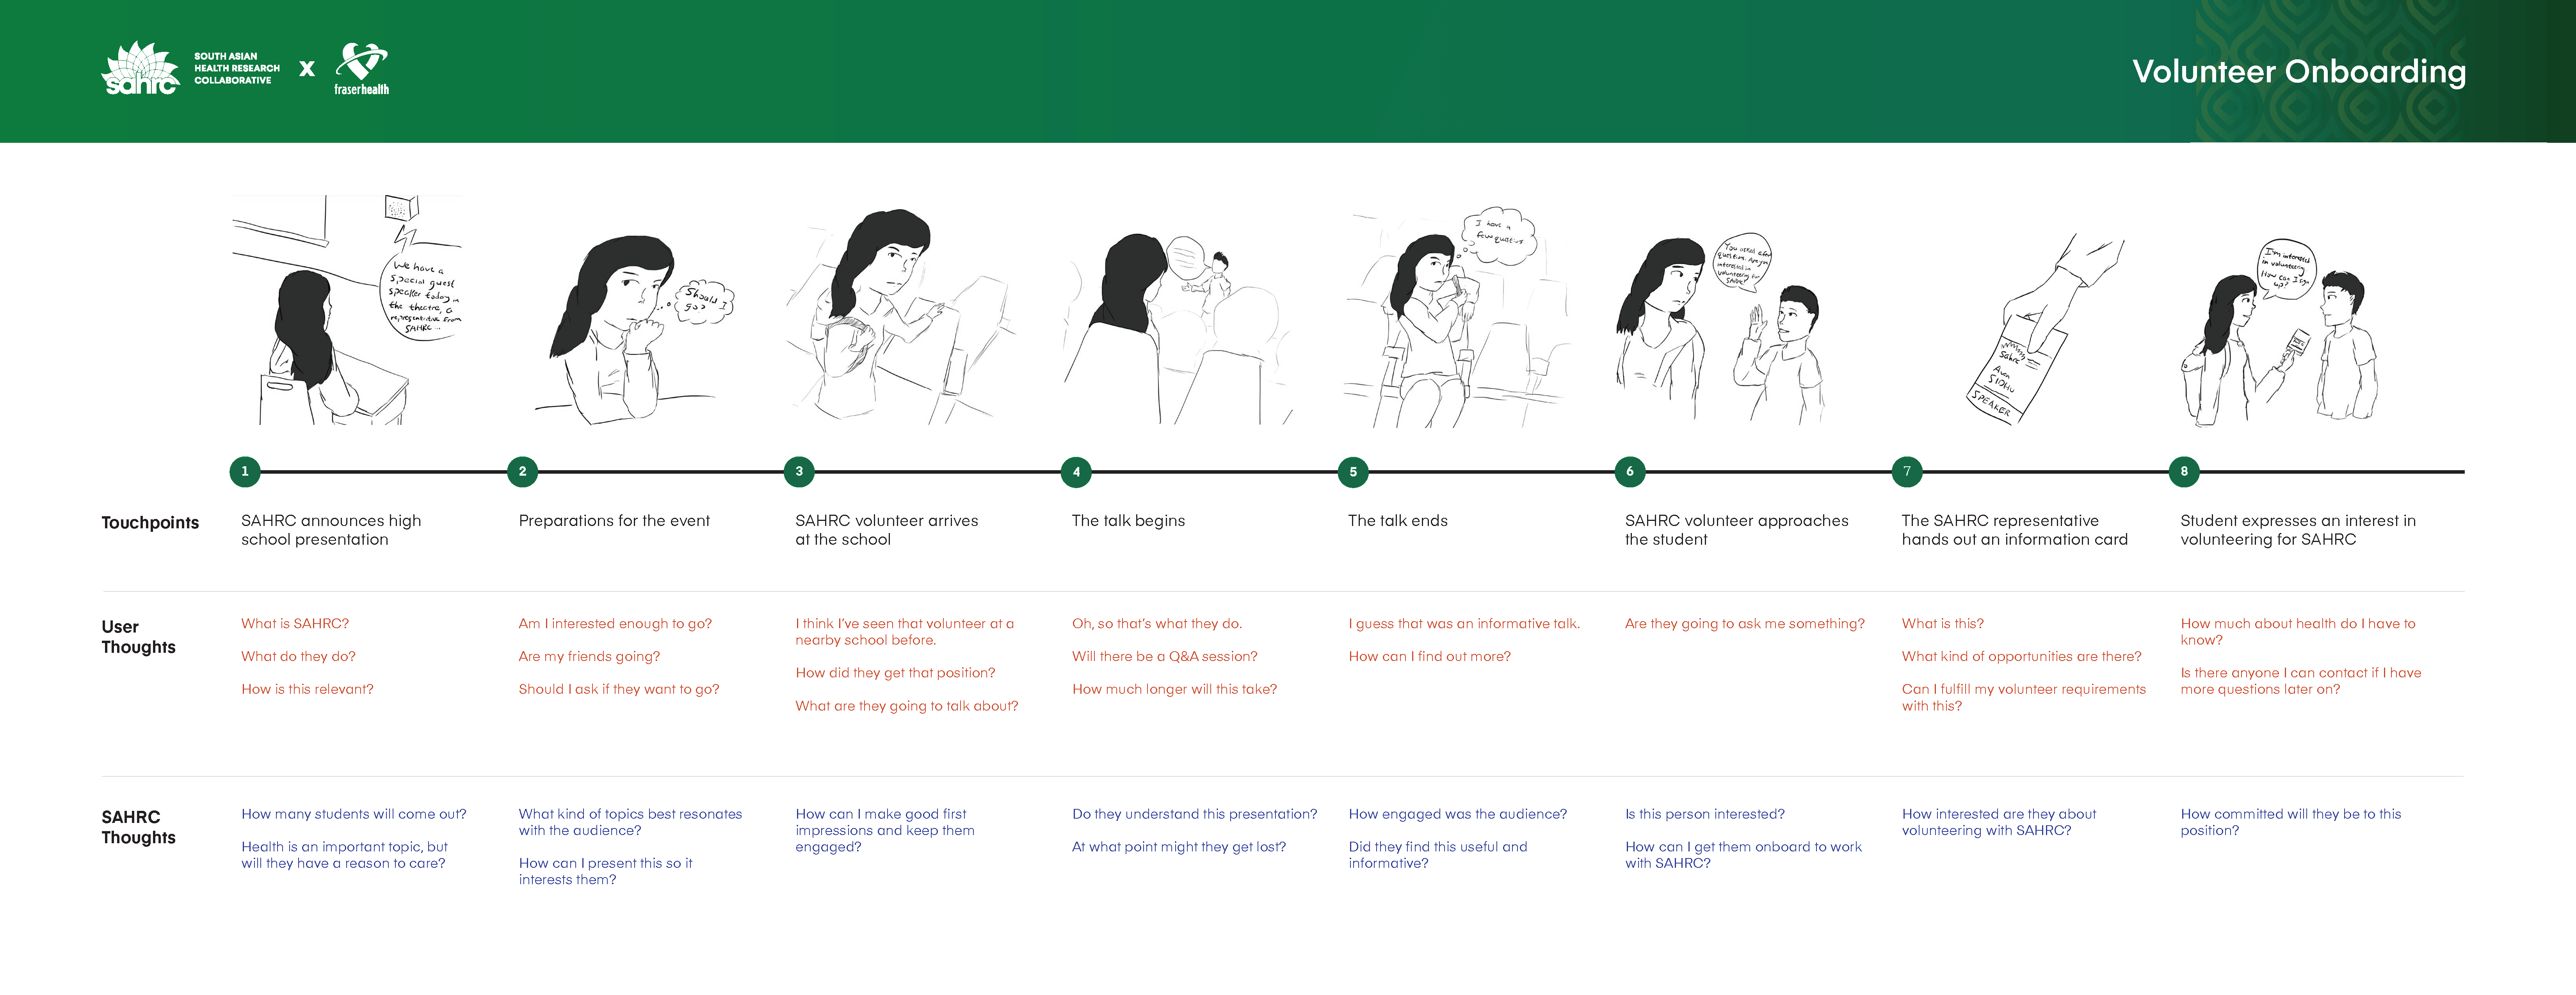 sahrc
SOUTH ASIAN
HEALTH RESEARCH
COLLABORATIVE
X
fraserhealth
Volunteer Onboarding
We have a
special guest
speaker today in
the theatre, a
representative from
SAHRC ...
Should I
go?
I have a
few questions
You asked a few
questions. Are you
interested in
volunteering for
SAHRC?
Sahrc
Avan
SIDHU
SPEAKER
I'm interested
in volunteering
How can I sign
up?
1
2
3
4
5
6
7
8
Touchpoints
SAHRC announces high
school presentation
Preparations for the event
SAHRC volunteer arrives
at the school
The talk begins
The talk ends
SAHRC volunteer approaches
the student
The SAHRC representative
hands out an information card
Student expresses an interest in
volunteering for SAHRC
User
Thoughts
What is SAHRC?
What do they do?
How is this relevant?
Am I interested enough to go?
Are my friends going?
Should I ask if they want to go?
I think I've seen that volunteer at a
nearby school before.
How did they get that position?
What are they going to talk about?
Oh, so that's what they do.
Will there be a Q&A session?
How much longer will this take?
I guess that was an informative talk.
How can I find out more?
Are they going to ask me something?
What is this?
What kind of opportunities are there?
Can I fulfill my volunteer requirements
with this?
How much about health do I have to
know?
Is there anyone I can contact if I have
more questions later on?
SAHRC
Thoughts
How many students will come out?
Health is an important topic, but
will they have a reason to care?
What kind of topics best resonates
with the audience?
How can I present this so it
interests them?
How can I make good first
impressions and keep them
engaged?
Do they understand this presentation?
At what point might they get lost?
How engaged was the audience?
Did they find this useful and
informative?
Is this person interested?
How can I get them onboard to work
with SAHRC?
How interested are they about
volunteering with SAHRC?
How committed will they be to this
position?